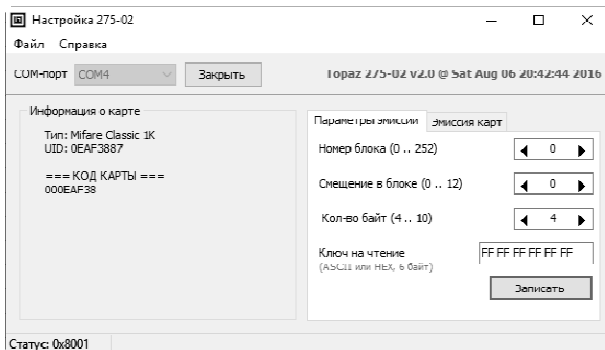 Настройка 275-02
Файл Справка
COM-порт COM4 Закрыть Topaz 275-02 v2.0 @ Sat Aug 06 20:42:44 2016
Информация о карте
Тип: Mifare Classic 1K
UID: 0EAF3887
=== КОД КАРТЫ ===
000EAF38
Параметры эмиссии Эмиссия карт
Номер блока (0 .. 252) 0
Смещение в блоке (0 .. 12) 0
Кол-во байт (4 .. 10) 4
Ключ на чтение FF FF FF FF FF FF
(ASCII или HEX, 6 байт)
Записать
Статус: 0x8001